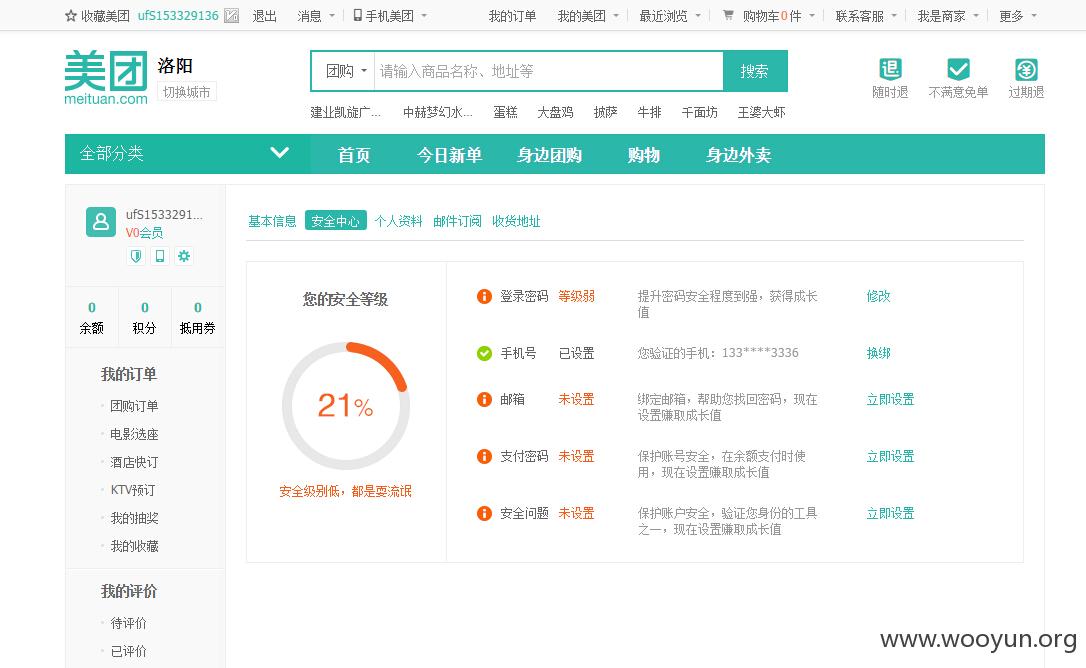 收藏美团 ufS153329136 退出 消息 手机美团 我的订单 我的美团 最近浏览 购物车0件 联系客服 我是商家 更多
美团 洛阳
meituan.com 切换城市
团购 请输入商品名称、地址等 搜索
建业凯旋广... 中赫梦幻水... 蛋糕 大盘鸡 披萨 牛排 千面坊 王婆大虾
退 随时退 不满意免单 过期退
全部分类 首页 今日新单 身边团购 购物 身边外卖
ufS1533291...
V0会员
0 0 0
余额 积分 抵用券
我的订单
团购订单
电影选座
酒店快订
KTV预订
我的抽奖
我的收藏
我的评价
待评价
已评价
基本信息 安全中心 个人资料 邮件订阅 收货地址
您的安全等级
21%
安全级别低，都是耍流氓
登录密码 等级弱 提升密码安全程度到强，获得成长
值 修改
手机号 已设置 您验证的手机：133****3336 换绑
邮箱 未设置 绑定邮箱，帮助您找回密码，现在
设置赚取成长值 立即设置
支付密码 未设置 保护账号安全，在余额支付时使
用，现在设置赚取成长值 立即设置
安全问题 未设置 保护账户安全，验证您身份的工具
之一，现在设置赚取成长值 立即设置
www.wooyun.org